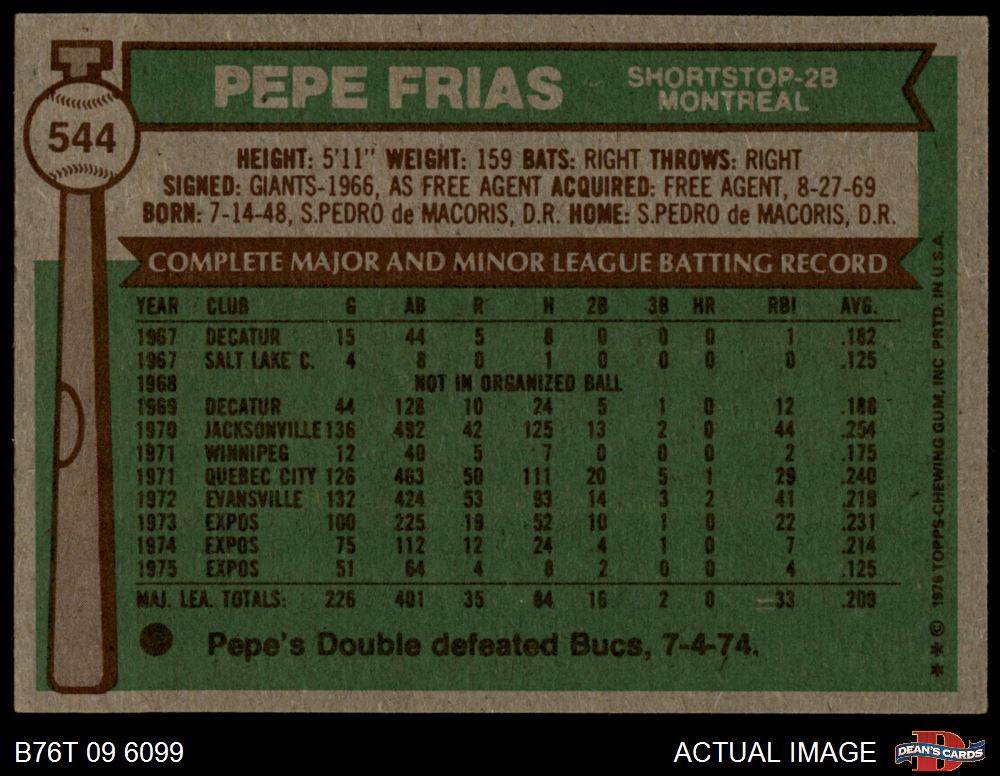 544
PEPE FRIAS
SHORTSTOP-2B
MONTREAL
HEIGHT: 5'11" WEIGHT: 159 BATS: RIGHT THROWS: RIGHT
SIGNED: GIANTS-1966, AS FREE AGENT ACQUIRED: FREE AGENT, 8-27-69
BORN: 7-14-48, S.PEDRO de MACORIS, D.R. HOME: S.PEDRO de MACORIS, D.R.
COMPLETE MAJOR AND MINOR LEAGUE BATTING RECORD
YEAR CLUB G AB R H 2B 3B HR RBI AVG.
1967 DECATUR 15 44 5 8 0 0 0 1 .182
1967 SALT LAKE C. 4 8 0 1 0 0 0 0 .125
1968 NOT IN ORGANIZED BALL
1969 DECATUR 44 128 10 24 5 1 0 12 .188
1970 JACKSONVILLE 136 492 42 125 13 2 0 44 .254
1971 WINNIPEG 12 40 5 7 0 0 0 2 .175
1971 QUEBEC CITY 126 463 50 111 20 5 1 29 .240
1972 EVANSVILLE 132 424 53 93 14 3 2 41 .219
1973 EXPOS 100 225 19 52 10 1 0 22 .231
1974 EXPOS 75 112 12 24 4 1 0 7 .214
1975 EXPOS 51 64 4 8 2 0 0 4 .125
MAJ. LEA. TOTALS: 226 401 35 84 16 2 0 33 .209
Pepe's Double defeated Bucs, 7-4-74.
* * © 1976 TOPPS CHEWING GUM, INC. PRTD. IN U.S.A.
B76T 09 6099
ACTUAL IMAGE
DEAN'S CARDS